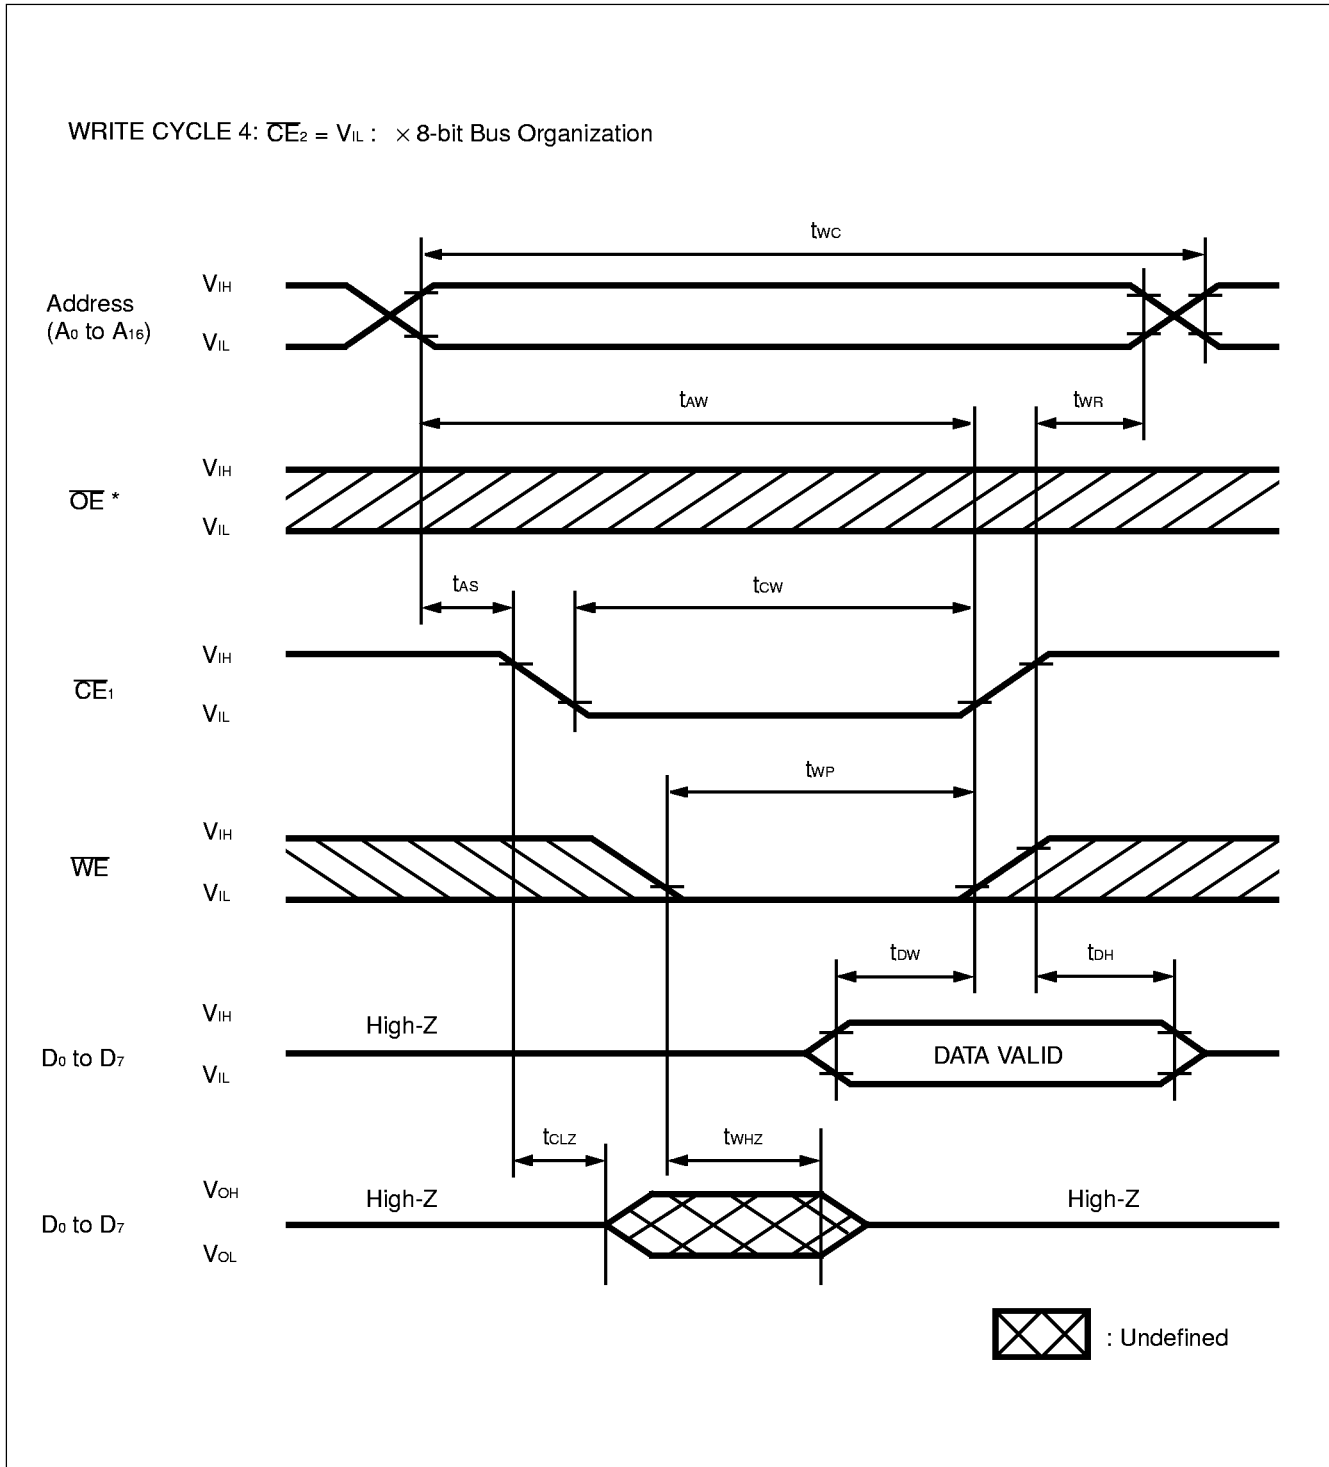 WRITE CYCLE 4: CE2 = VIL : × 8-bit Bus Organization
tWC
Address
(A0 to A16)
VIH
VIL
tAW
tWR
OE *
VIH
VIL
tAS
tCW
CE1
VIH
VIL
tWP
WE
VIH
VIL
tDW
tDH
D0 to D7
VIH
VIL
High-Z
DATA VALID
tCLZ
tWHZ
D0 to D7
VOH
VOL
High-Z
High-Z
: Undefined